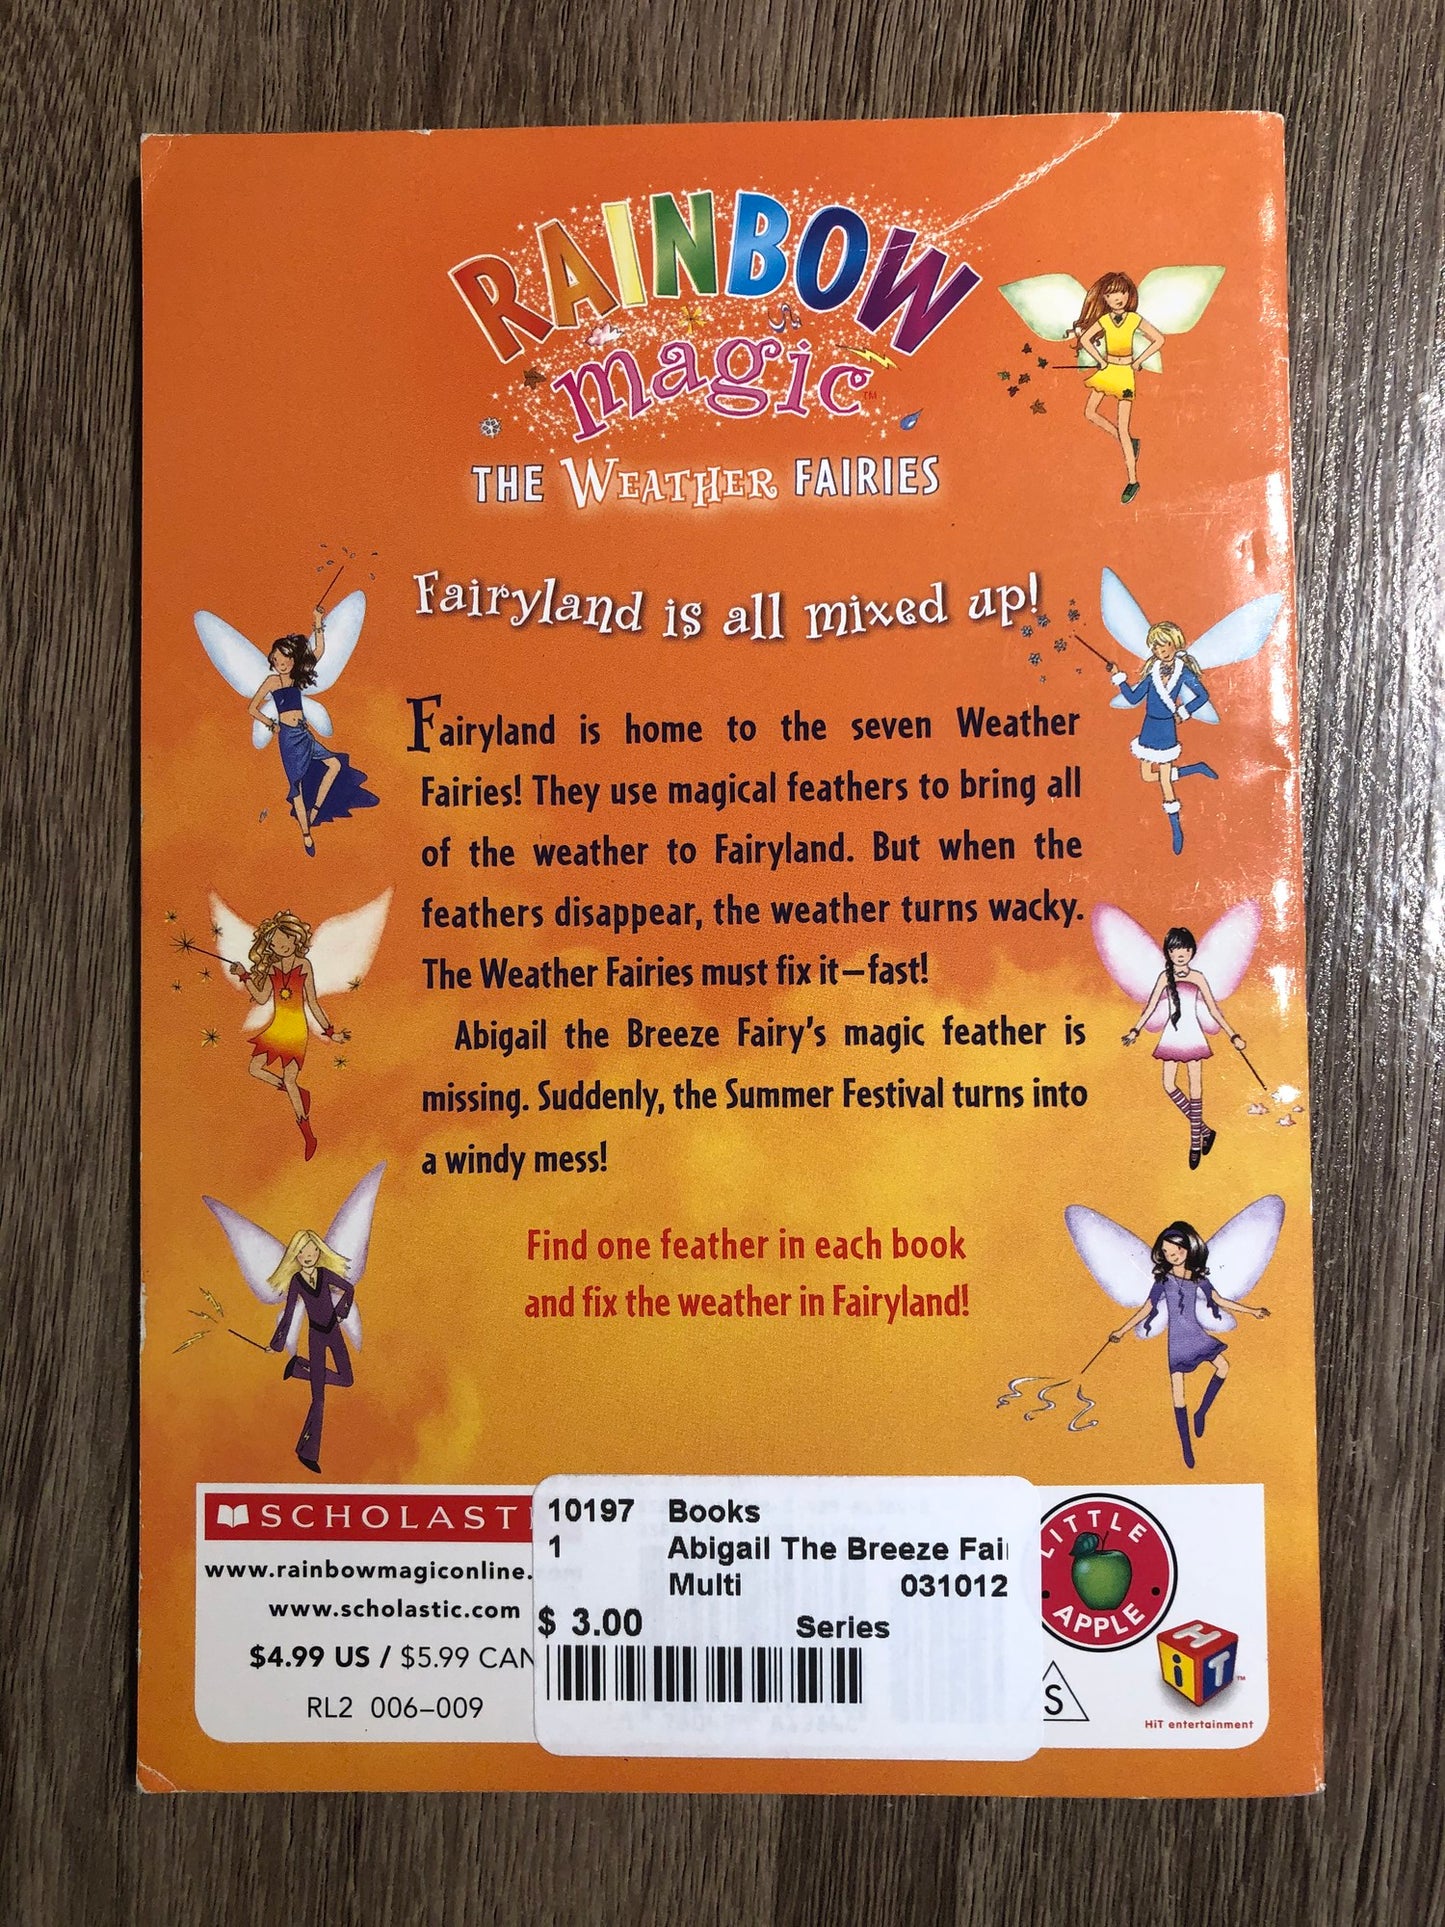 RAINBOW
magic™
THE WEATHER FAIRIES
Fairyland is all mixed up!
Fairyland is home to the seven Weather
Fairies! They use magical feathers to bring all
of the weather to Fairyland. But when the
feathers disappear, the weather turns wacky.
The Weather Fairies must fix it—fast!
Abigail the Breeze Fairy's magic feather is
missing. Suddenly, the Summer Festival turns into
a windy mess!
Find one feather in each book
and fix the weather in Fairyland!
SCHOLASTI
www.rainbowmagiconline.
www.scholastic.com
$4.99 US / $5.99 CAN
RL2 006–009
10197 Books
1 Abigail The Breeze Fai
Multi 031012
$ 3.00 Series
LITTLE
APPLE
S
HiT™
HiT entertainment